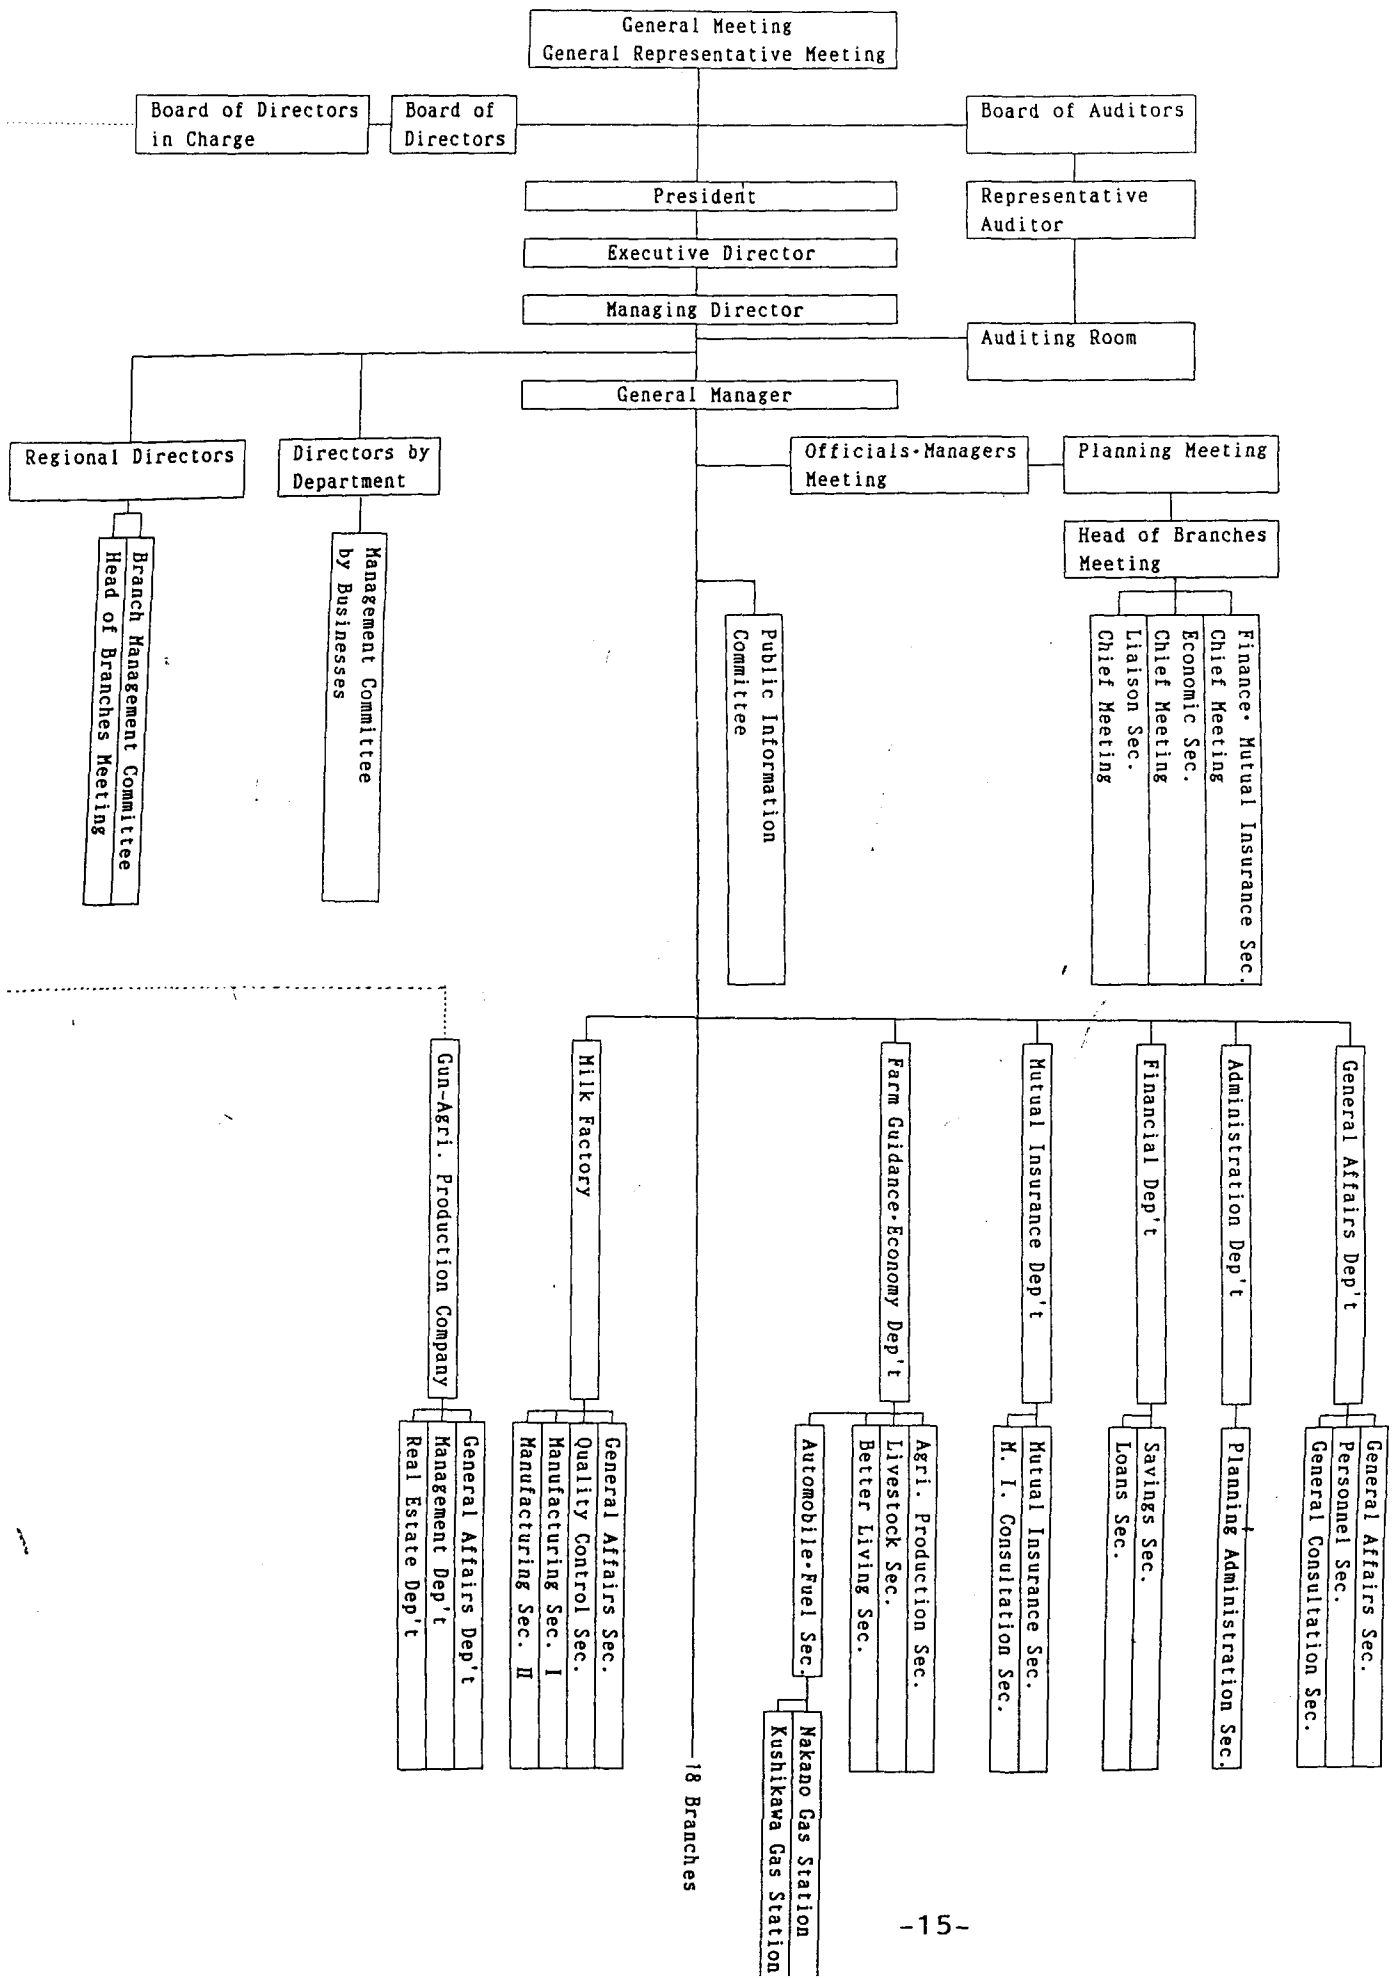 General Meeting
General Representative Meeting
Board of Directors
in Charge
Board of
Directors
Board of Auditors
President
Representative
Auditor
Executive Director
Managing Director
Auditing Room
General Manager
Regional Directors
Directors by
Department
Officials·Managers
Meeting
Planning Meeting
Head of Branches
Meeting
Branch Management Committee
Head of Branches Meeting
Management Committee
by Businesses
Public Information
Committee
Finance· Mutual Insurance Sec.
Chief Meeting
Economic Sec.
Chief Meeting
Liaison Sec.
Chief Meeting
Gun-Agri. Production Company
Milk Factory
Farm Guidance·Economy Dep't
Mutual Insurance Dep't
Financial Dep't
Administration Dep't
General Affairs Dep't
General Affairs Dep't
Management Dep't
Real Estate Dep't
General Affairs Sec.
Quality Control Sec.
Manufacturing Sec. I
Manufacturing Sec. II
Agri. Production Sec.
Livestock Sec.
Better Living Sec.
Automobile·Fuel Sec.
Mutual Insurance Sec.
M. I. Consultation Sec.
Savings Sec.
Loans Sec.
Planning Administration Sec.
General Affairs Sec.
Personnel Sec.
General Consultation Sec.
18 Branches
Nakano Gas Station
Kushikawa Gas Station
-15-